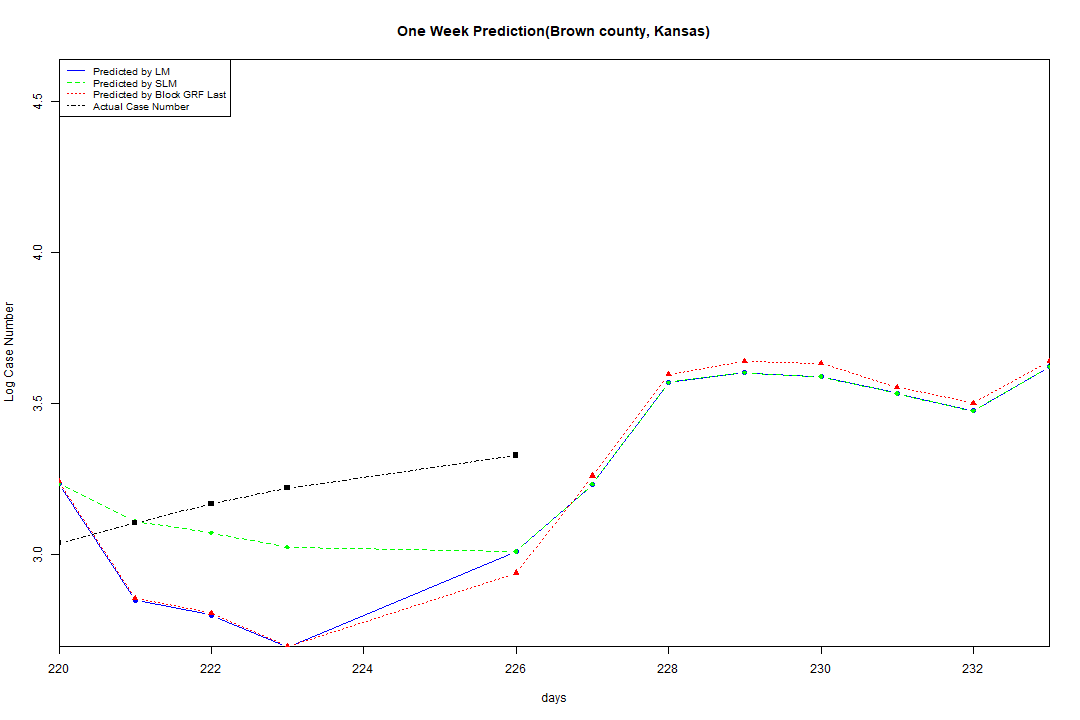 One Week Prediction(Brown county, Kansas)
Predicted by LM
Predicted by SLM
Predicted by Block GRF Last
Actual Case Number
Log Case Number
4.5
4.0
3.5
3.0
220 222 224 226 228 230 232
days